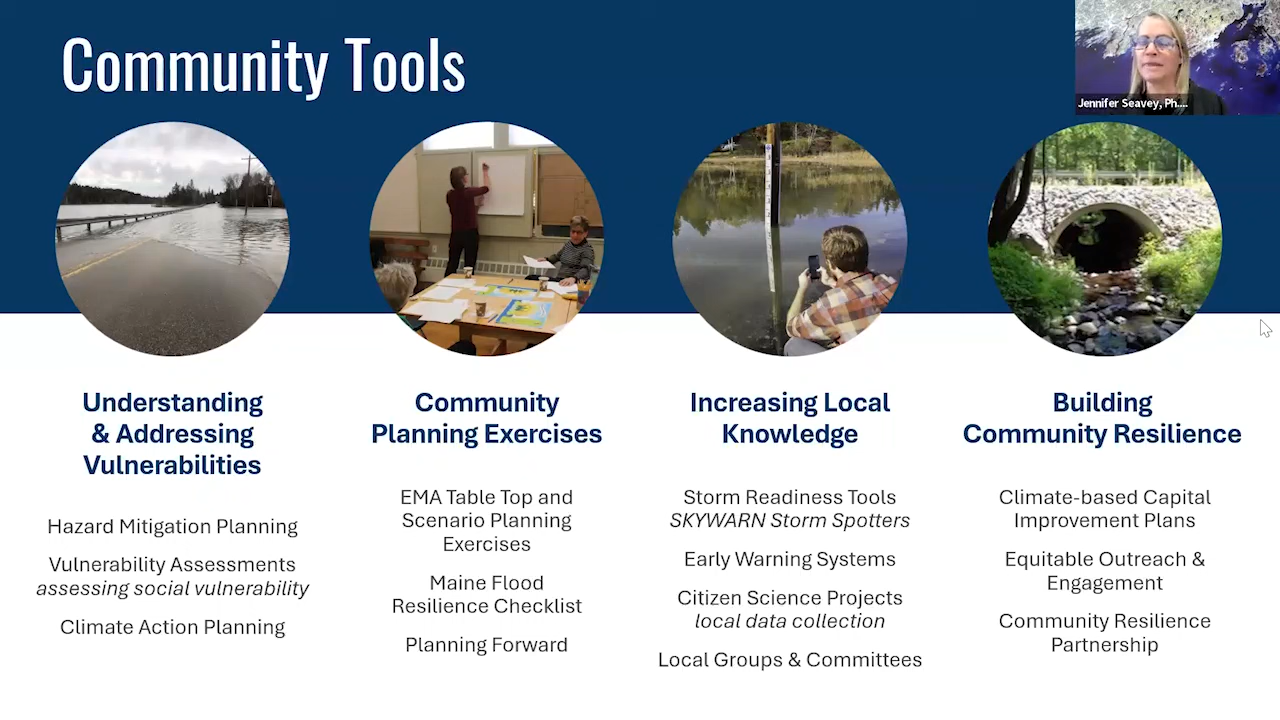 Community Tools
Jennifer Seavey, Ph....
Understanding
& Addressing
Vulnerabilities
Hazard Mitigation Planning
Vulnerability Assessments
assessing social vulnerability
Climate Action Planning
Community
Planning Exercises
EMA Table Top and
Scenario Planning
Exercises
Maine Flood
Resilience Checklist
Planning Forward
Increasing Local
Knowledge
Storm Readiness Tools
SKYWARN Storm Spotters
Early Warning Systems
Citizen Science Projects
local data collection
Local Groups & Committees
Building
Community Resilience
Climate-based Capital
Improvement Plans
Equitable Outreach &
Engagement
Community Resilience
Partnership